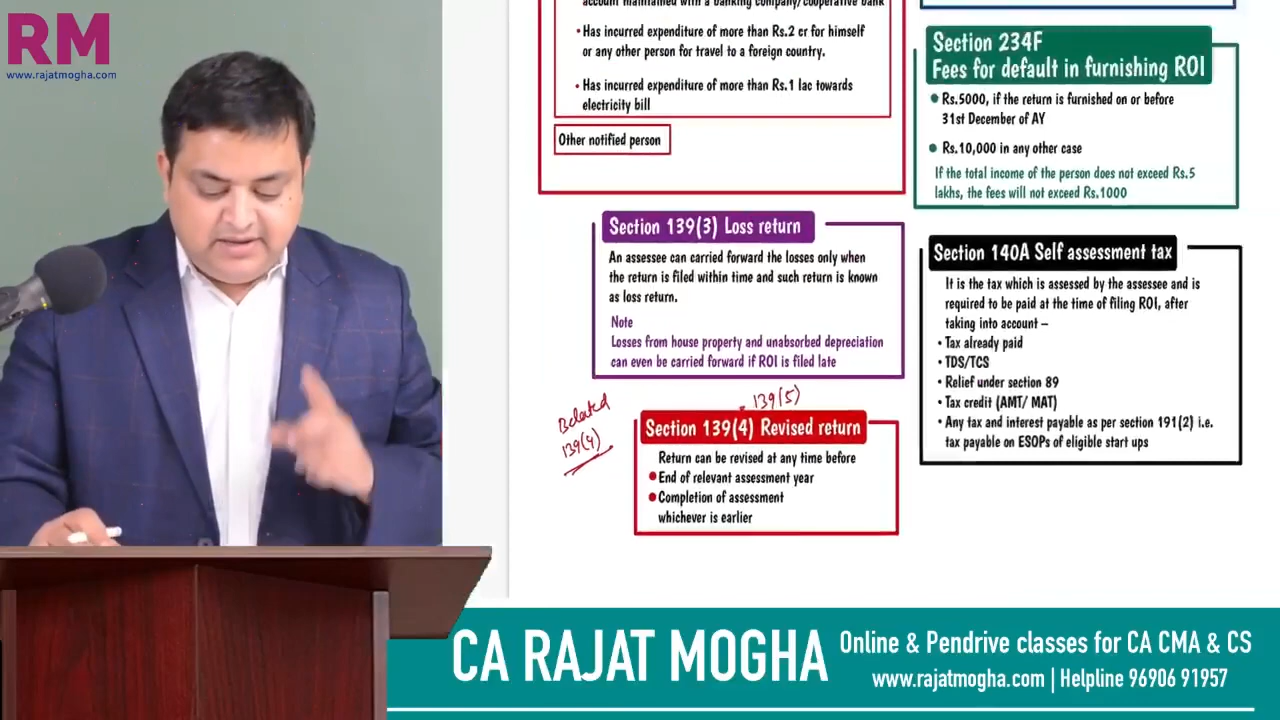 RM
www.rajatmogha.com
account maintained with a banking company/cooperative bank
•Has incurred expenditure of more than Rs.2 cr for himself
or any other person for travel to a foreign country.
• Has incurred expenditure of more than Rs.1 lac towards
electricity bill
Other notified person
Section 139(3) Loss return
An assessee can carried forward the losses only when
the return is filed within time and such return is known
as loss return.
Note
Losses from house property and unabsorbed depreciation
can even be carried forward if ROI is filed late
Belated
139(4)
139(5)
Section 139(4) Revised return
Return can be revised at any time before
•End of relevant assessment year
•Completion of assessment
whichever is earlier
Section 234F
Fees for default in furnishing ROI
• Rs.5000, if the return is furnished on or before
31st December of AY
• Rs.10,000 in any other case
If the total income of the person does not exceed Rs.5
lakhs, the fees will not exceed Rs.1000
Section 140A Self assessment tax
It is the tax which is assessed by the assessee and is
required to be paid at the time of filing ROI, after
taking into account –
• Tax already paid
• TDS/TCS
• Relief under section 89
• Tax credit (AMT/ MAT)
• Any tax and interest payable as per section 191(2) i.e.
tax payable on ESOPs of eligible start ups
CA RAJAT MOGHA
Online & Pendrive classes for CA CMA & CS
www.rajatmogha.com | Helpline 96906 91957